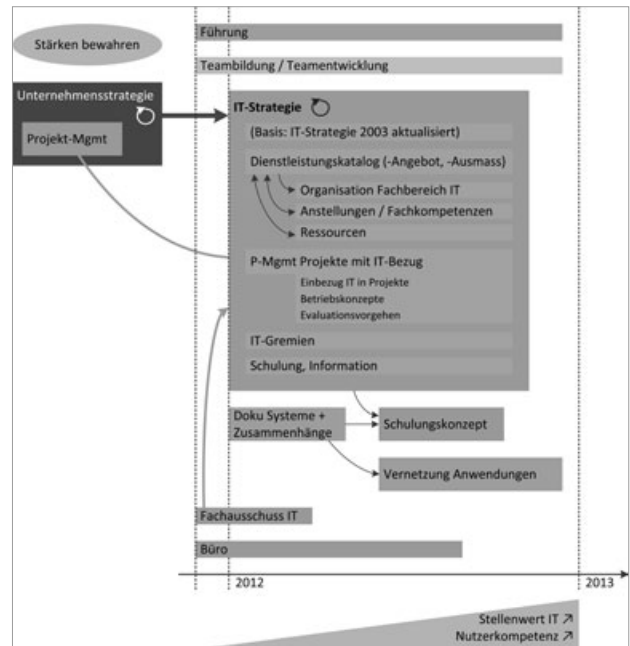 Stärken bewahren
Führung
Teambildung / Teamentwicklung
Unternehmensstrategie
Projekt-Mgmt
IT-Strategie
(Basis: IT-Strategie 2003 aktualisiert)
Dienstleistungskatalog (-Angebot, -Ausmass)
Organisation Fachbereich IT
Anstellungen / Fachkompetenzen
Ressourcen
P-Mgmt Projekte mit IT-Bezug
Einbezug IT in Projekte
Betriebskonzepte
Evaluationsvorgehen
IT-Gremien
Schulung, Information
Doku Systeme +
Zusammenhänge
Schulungskonzept
Vernetzung Anwendungen
Fachausschuss IT
Büro
2012
2013
Stellenwert IT ↗
Nutzerkompetenz ↗